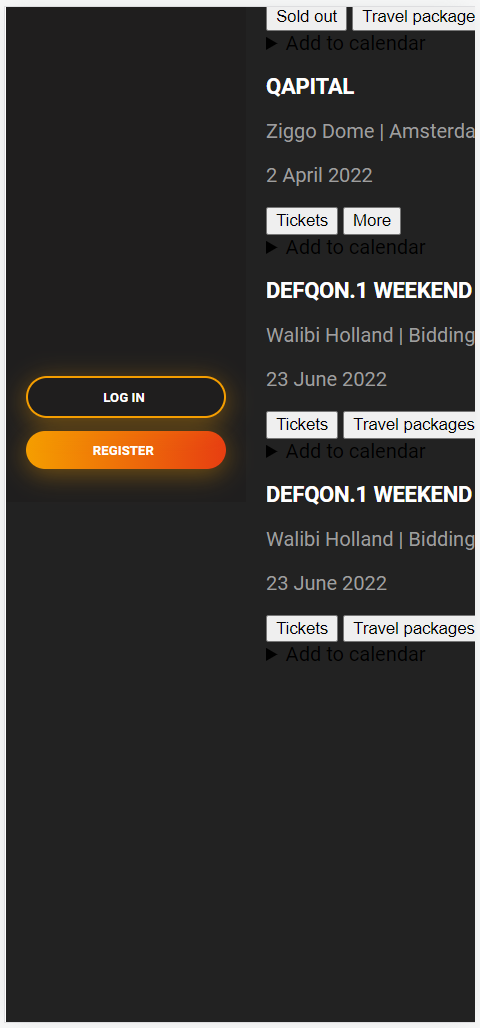 Sold out Travel package
Add to calendar
QAPITAL
Ziggo Dome | Amsterda
2 April 2022
Tickets More
Add to calendar
DEFQON.1 WEEKEND
Walibi Holland | Bidding
23 June 2022
LOG IN
Tickets Travel packages
REGISTER
Add to calendar
DEFQON.1 WEEKEND
Walibi Holland | Bidding
23 June 2022
Tickets Travel packages
Add to calendar